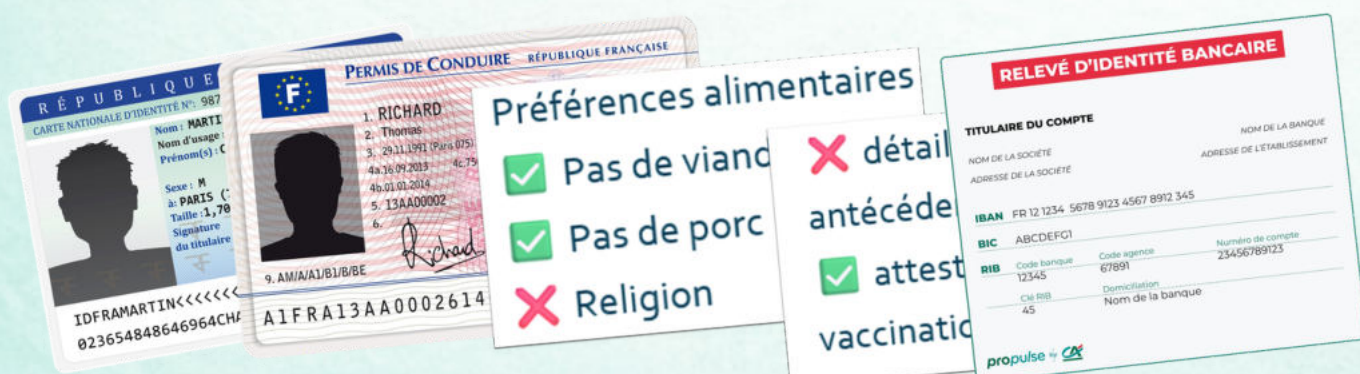 RÉPUBLIQUE
CARTE NATIONALE D'IDENTITÉ Nº: 987
Nom : MARTI
Nom d'usage :
Prénom(s) : C
Sexe : M
à: PARIS (
Taille :1,70
Signature
du titulaire
IDFRAMARTIN<<<<<<<
023654848646964CHA
F
PERMIS DE CONDUIRE RÉPUBLIQUE FRANÇAISE
1. RICHARD
2. Thomas
3. 29.11.1991 (Paris 075)
4a.16.09.2013 4c.75
4b.01.01.2014
5. 13AA00002
6.
Richard
9. AM/A/A1/B1/B/BE
A1FRA13AA0002614
Préférences alimentaires
✅ Pas de viand
✅ Pas de porc
❌ Religion
❌ détail
antécéde
✅ attest
vaccinatio
RELEVÉ D'IDENTITÉ BANCAIRE
TITULAIRE DU COMPTE
NOM DE LA SOCIÉTÉ NOM DE LA BANQUE
ADRESSE DE LA SOCIÉTÉ ADRESSE DE L'ÉTABLISSEMENT
IBAN FR 12 1234 5678 9123 4567 8912 345
BIC ABCDEFG1
RIB Code banque Code agence Numéro de compte
12345 67891 23456789123
Clé RIB Domiciliation
45 Nom de la banque
propulse CA